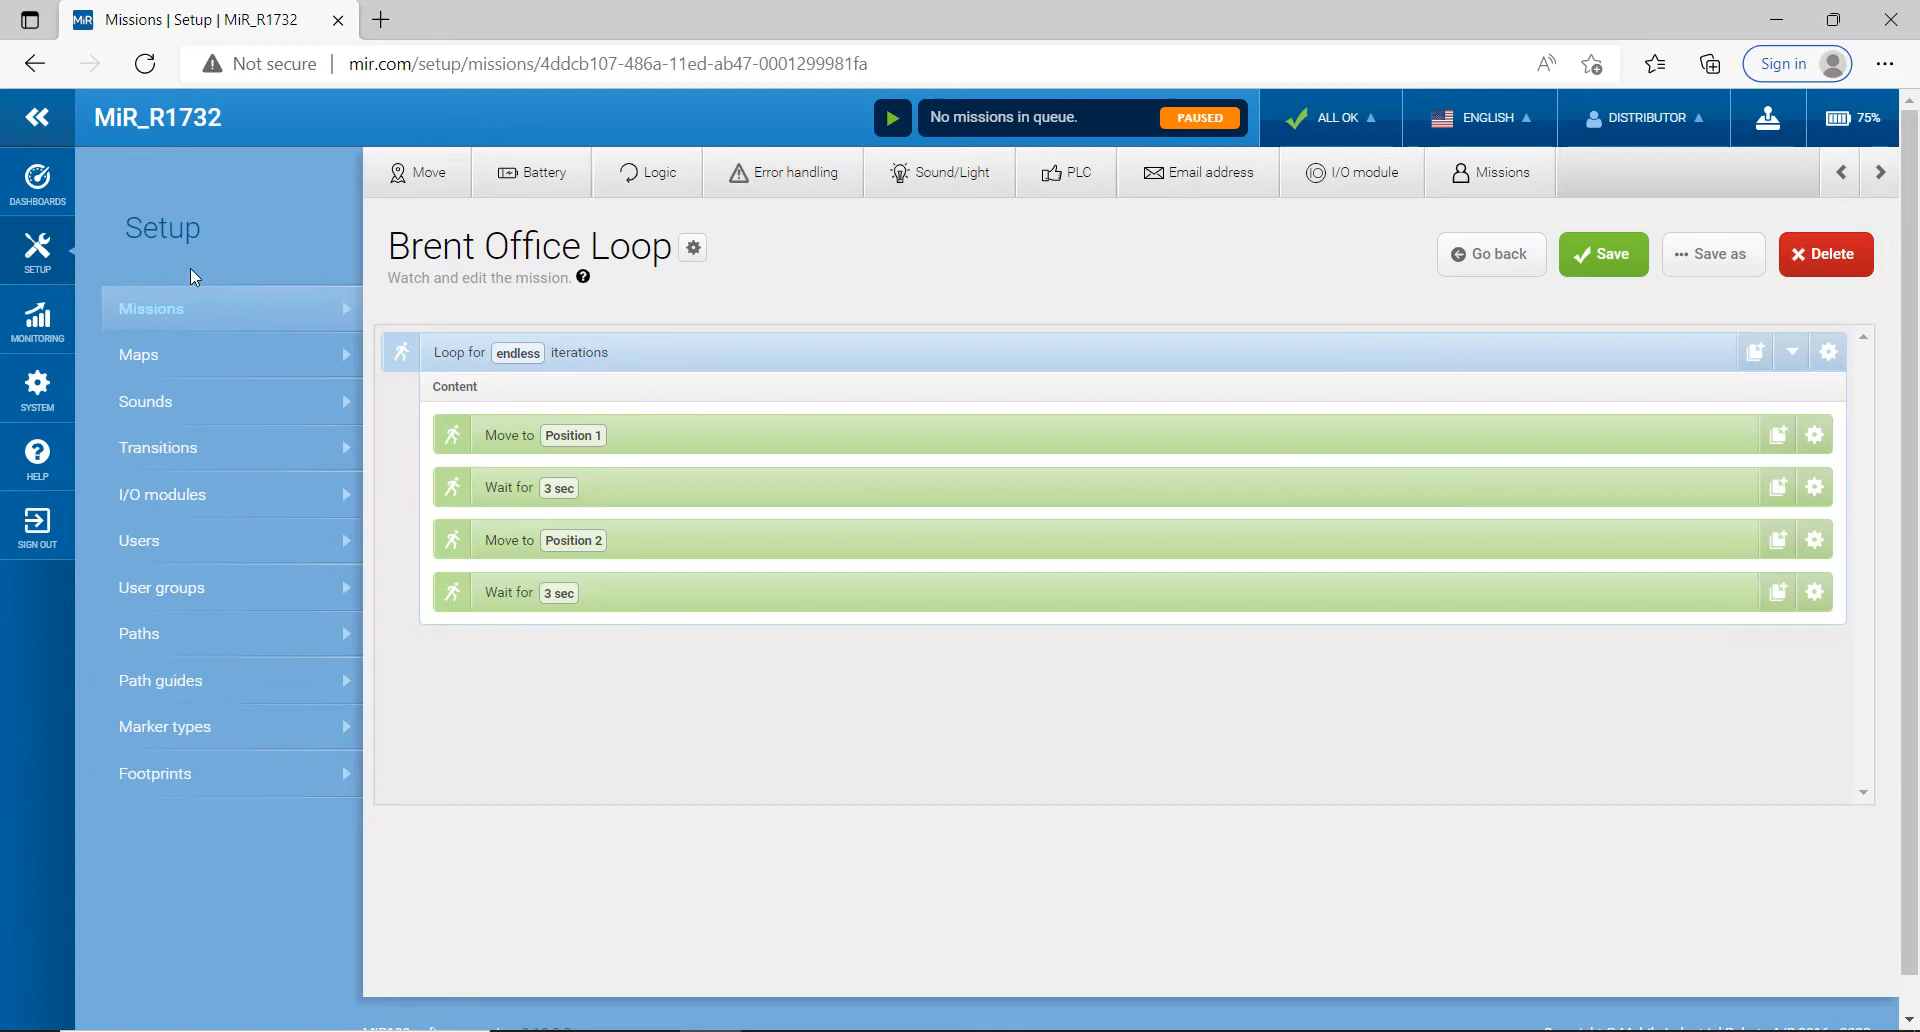 MiR
Missions | Setup | MiR_R1732
Not secure
mir.com/setup/missions/4ddcb107-486a-11ed-ab47-0001299981fa
Sign in
MiR_R1732
No missions in queue.
PAUSED
ALL OK
ENGLISH
DISTRIBUTOR
75%
Move
Battery
Logic
Error handling
Sound/Light
PLC
Email address
I/O module
Missions
DASHBOARDS
SETUP
MONITORING
SYSTEM
HELP
SIGN OUT
Setup
Missions
Maps
Sounds
Transitions
I/O modules
Users
User groups
Paths
Path guides
Marker types
Footprints
Brent Office Loop
Watch and edit the mission.
Go back
Save
Save as
Delete
Loop for endless iterations
Content
Move to Position 1
Wait for 3 sec
Move to Position 2
Wait for 3 sec